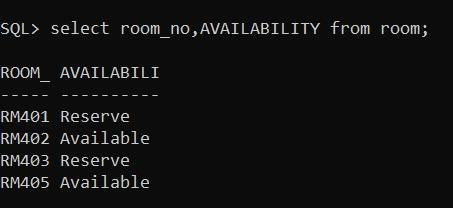 SQL> select room_no,AVAILABILITY from room;
ROOM_ AVAILABILI
----- ----------
RM401 Reserve
RM402 Available
RM403 Reserve
RM405 Available